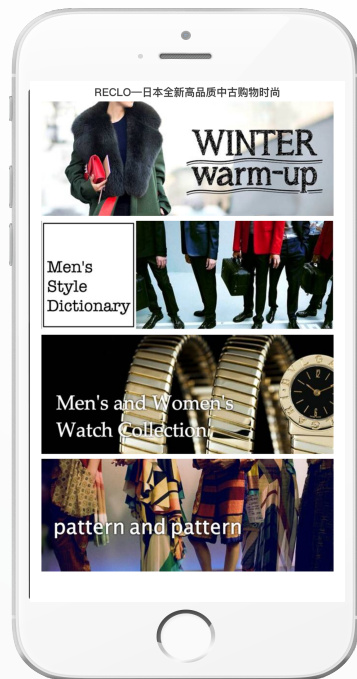 RECLO—日本全新高品质中古购物时尚
WINTER
warm-up
Men's
Style
Dictionary
Men's and Women's
Watch Collection
pattern and pattern